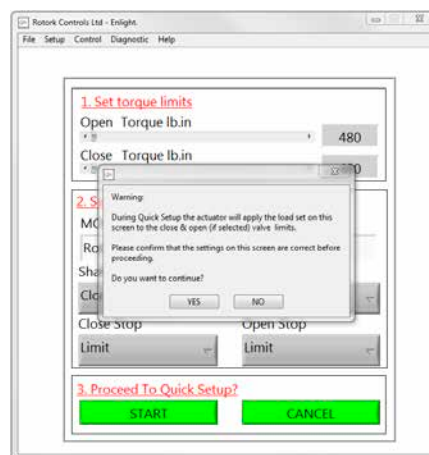 Rotork Controls Ltd - Enlight.
File Setup Control Diagnostic Help
1. Set torque limits
Open Torque lb.in
480
Close Torque lb.in
Warning:
During Quick Setup the actuator will apply the load set on this
screen to the close & open (if selected) valve limits.
Please confirm that the settings on this screen are correct before
proceeding.
Do you want to continue?
YES NO
Close Stop Open Stop
Limit Limit
3. Proceed To Quick Setup?
START CANCEL